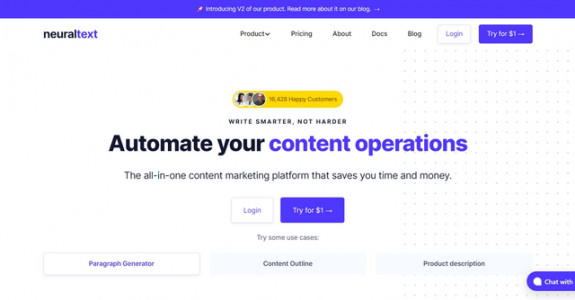 🚀 Introducing V2 of our product. Read more about it on our blog. →
neuraltext
Product Pricing About Docs Blog Login Try for $1 →
16,428 Happy Customers
WRITE SMARTER, NOT HARDER
Automate your content operations
The all-in-one content marketing platform that saves you time and money.
Login Try for $1 →
Try some use cases:
Paragraph Generator Content Outline Product description
Chat with